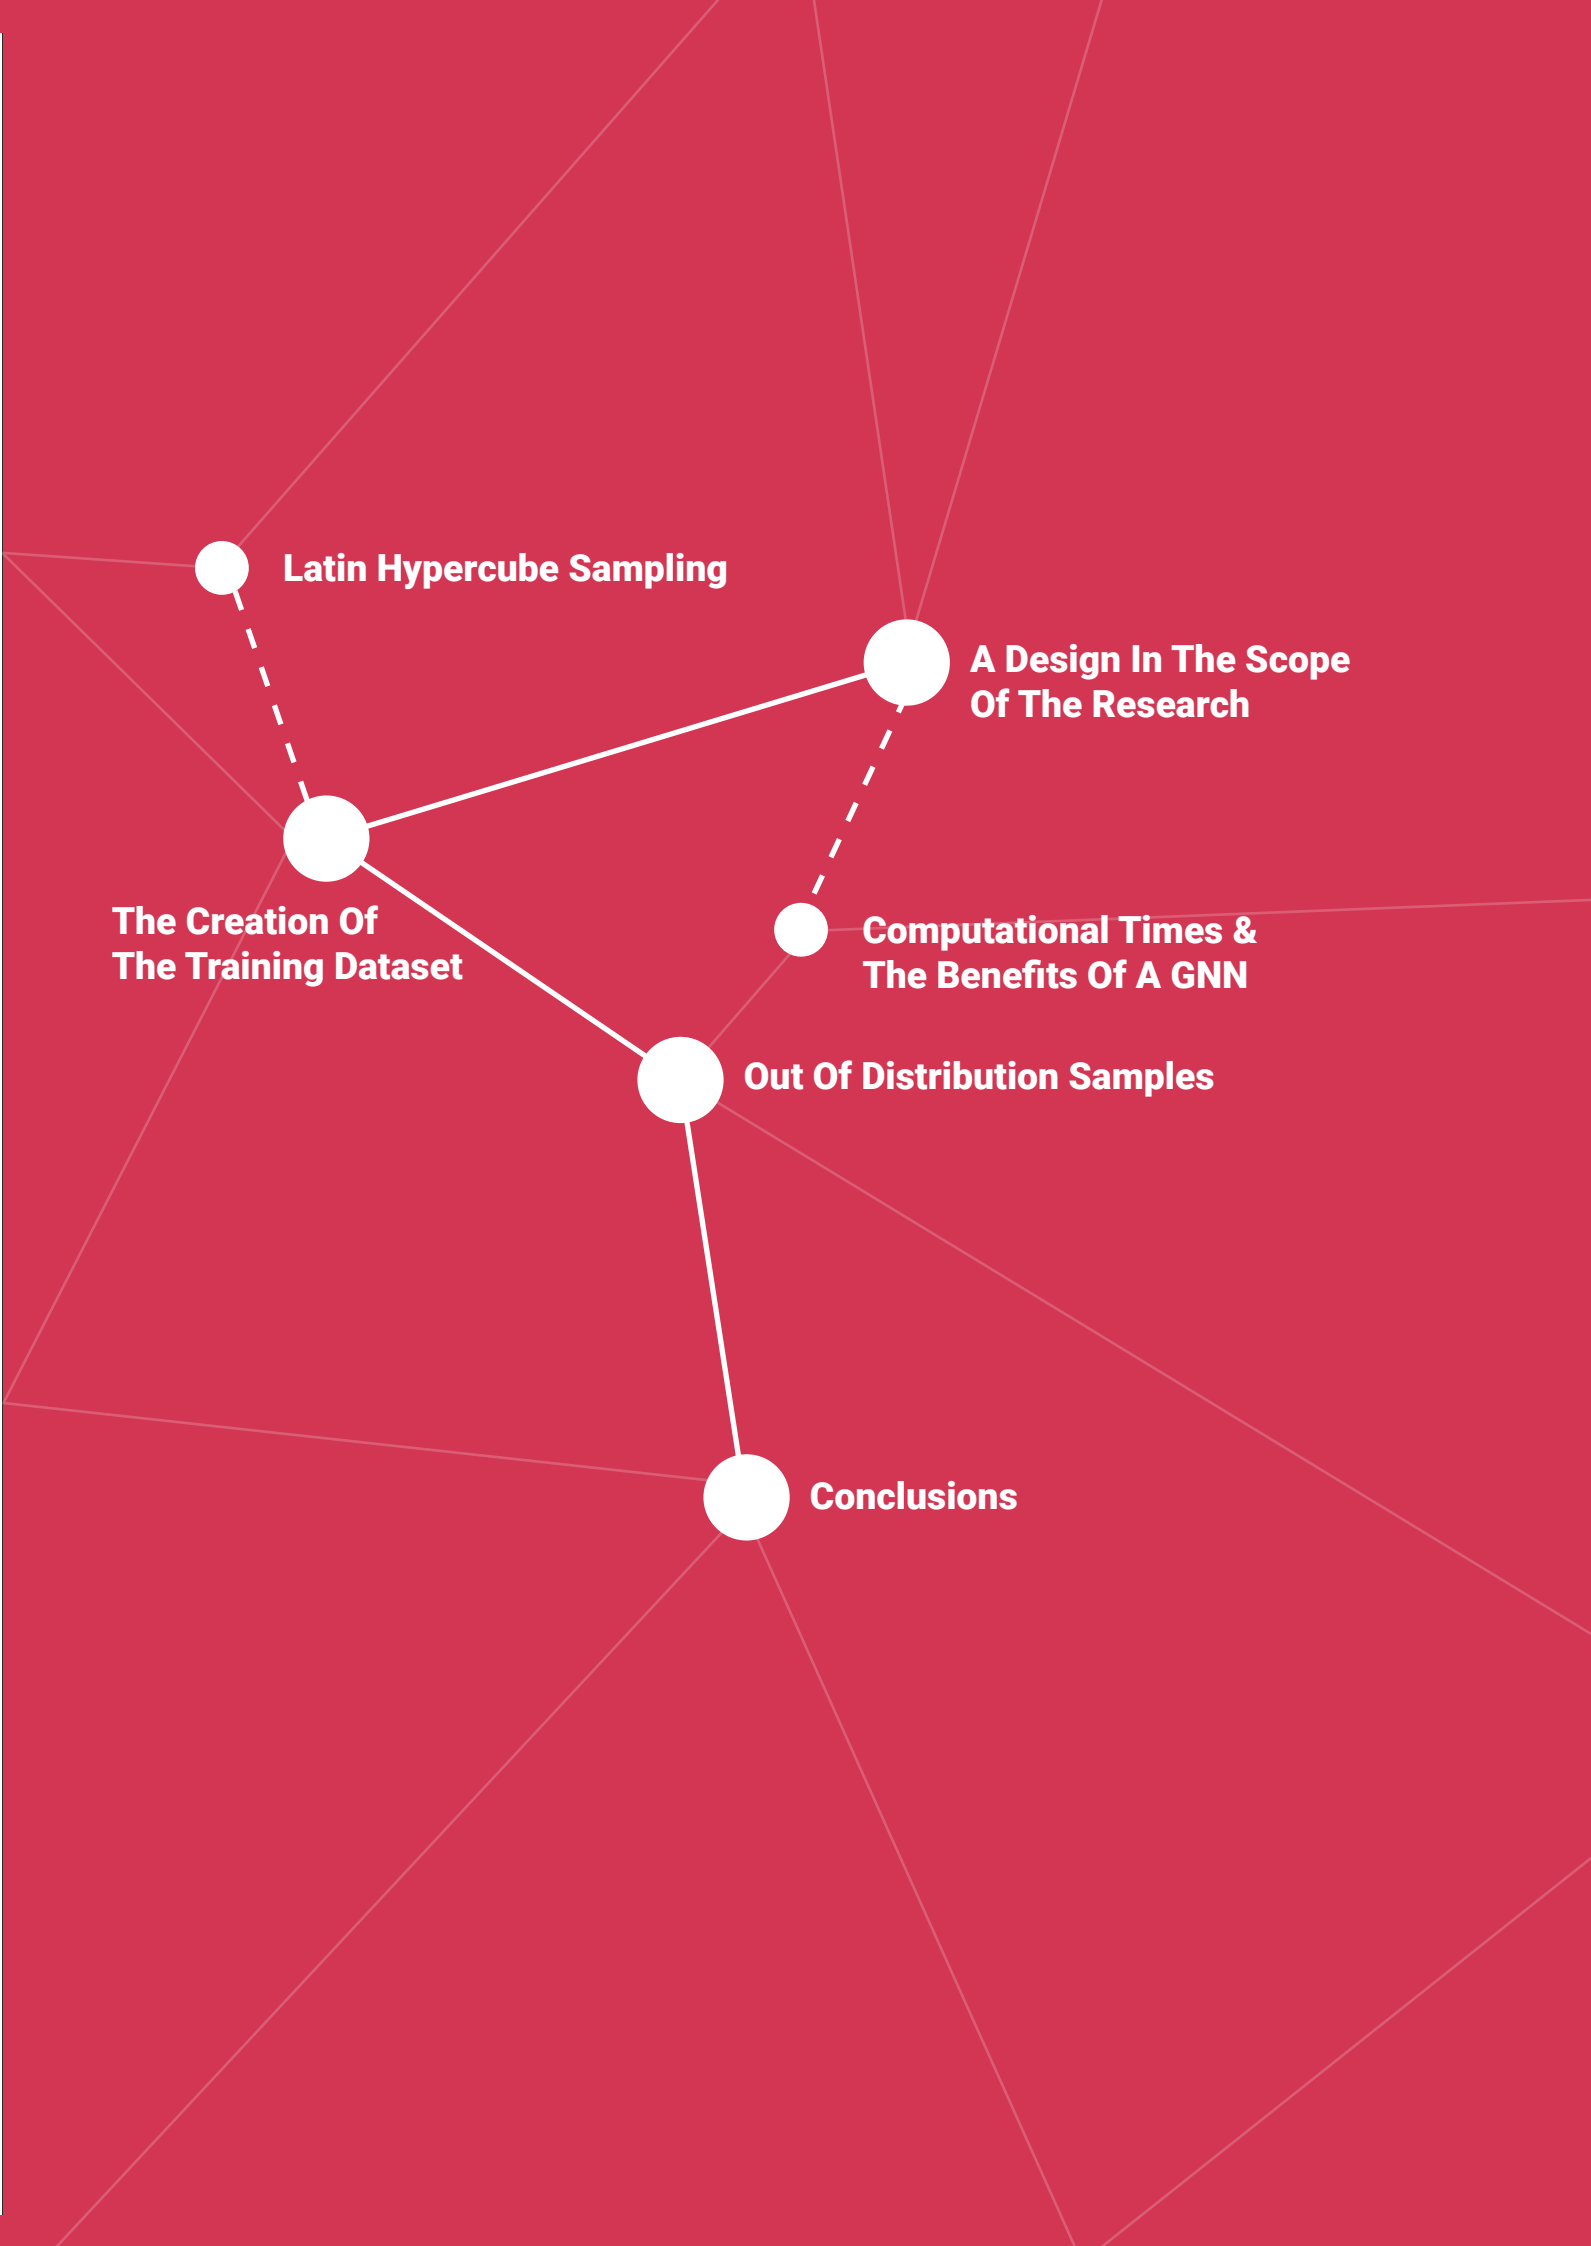 Latin Hypercube Sampling
A Design In The Scope
Of The Research
The Creation Of
The Training Dataset
Computational Times &
The Benefits Of A GNN
Out Of Distribution Samples
Conclusions